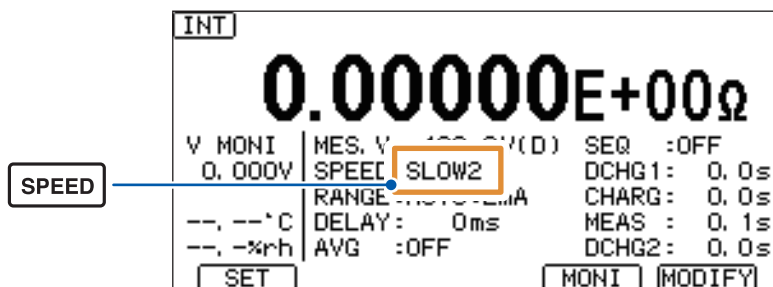 INT
0.00000E+00Ω
V MONI
0.000V
--.--°C
--.-%rh
MES. V V(D)
SPEED SLOW2
RANGE
DELAY: 0ms
AVG :OFF
SEQ :OFF
DCHG1: 0.0s
CHARG: 0.0s
MEAS : 0.1s
DCHG2: 0.0s
SET
MONI
MODIFY
SPEED